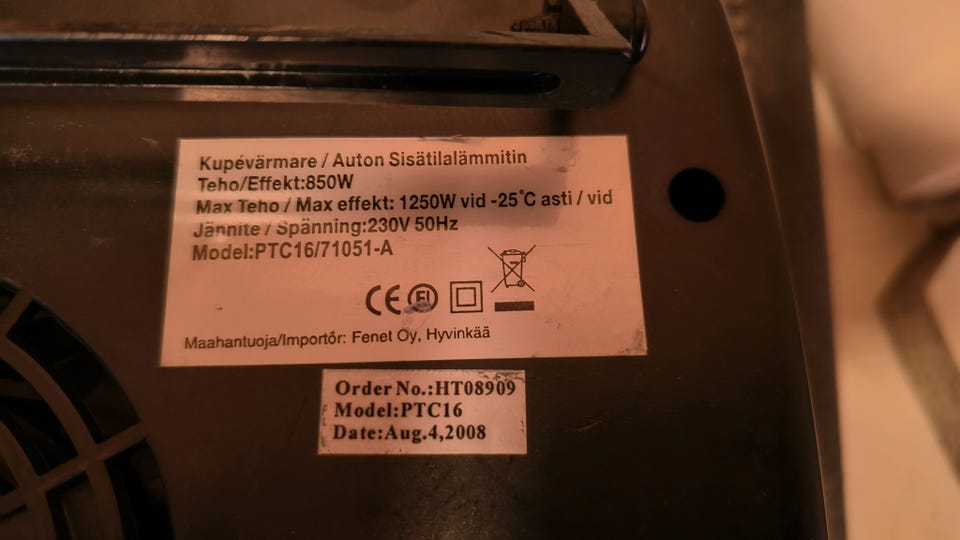 Kupévärmare / Auton Sisätilalämmitin
Teho/Effekt:850W
Max Teho / Max effekt: 1250W vid -25°C asti / vid
Jännite / Spänning:230V 50Hz
Model:PTC16/71051-A
CE FI
Maahantuoja/Importör: Fenet Oy, Hyvinkää
Order No.:HT08909
Model:PTC16
Date:Aug.4,2008